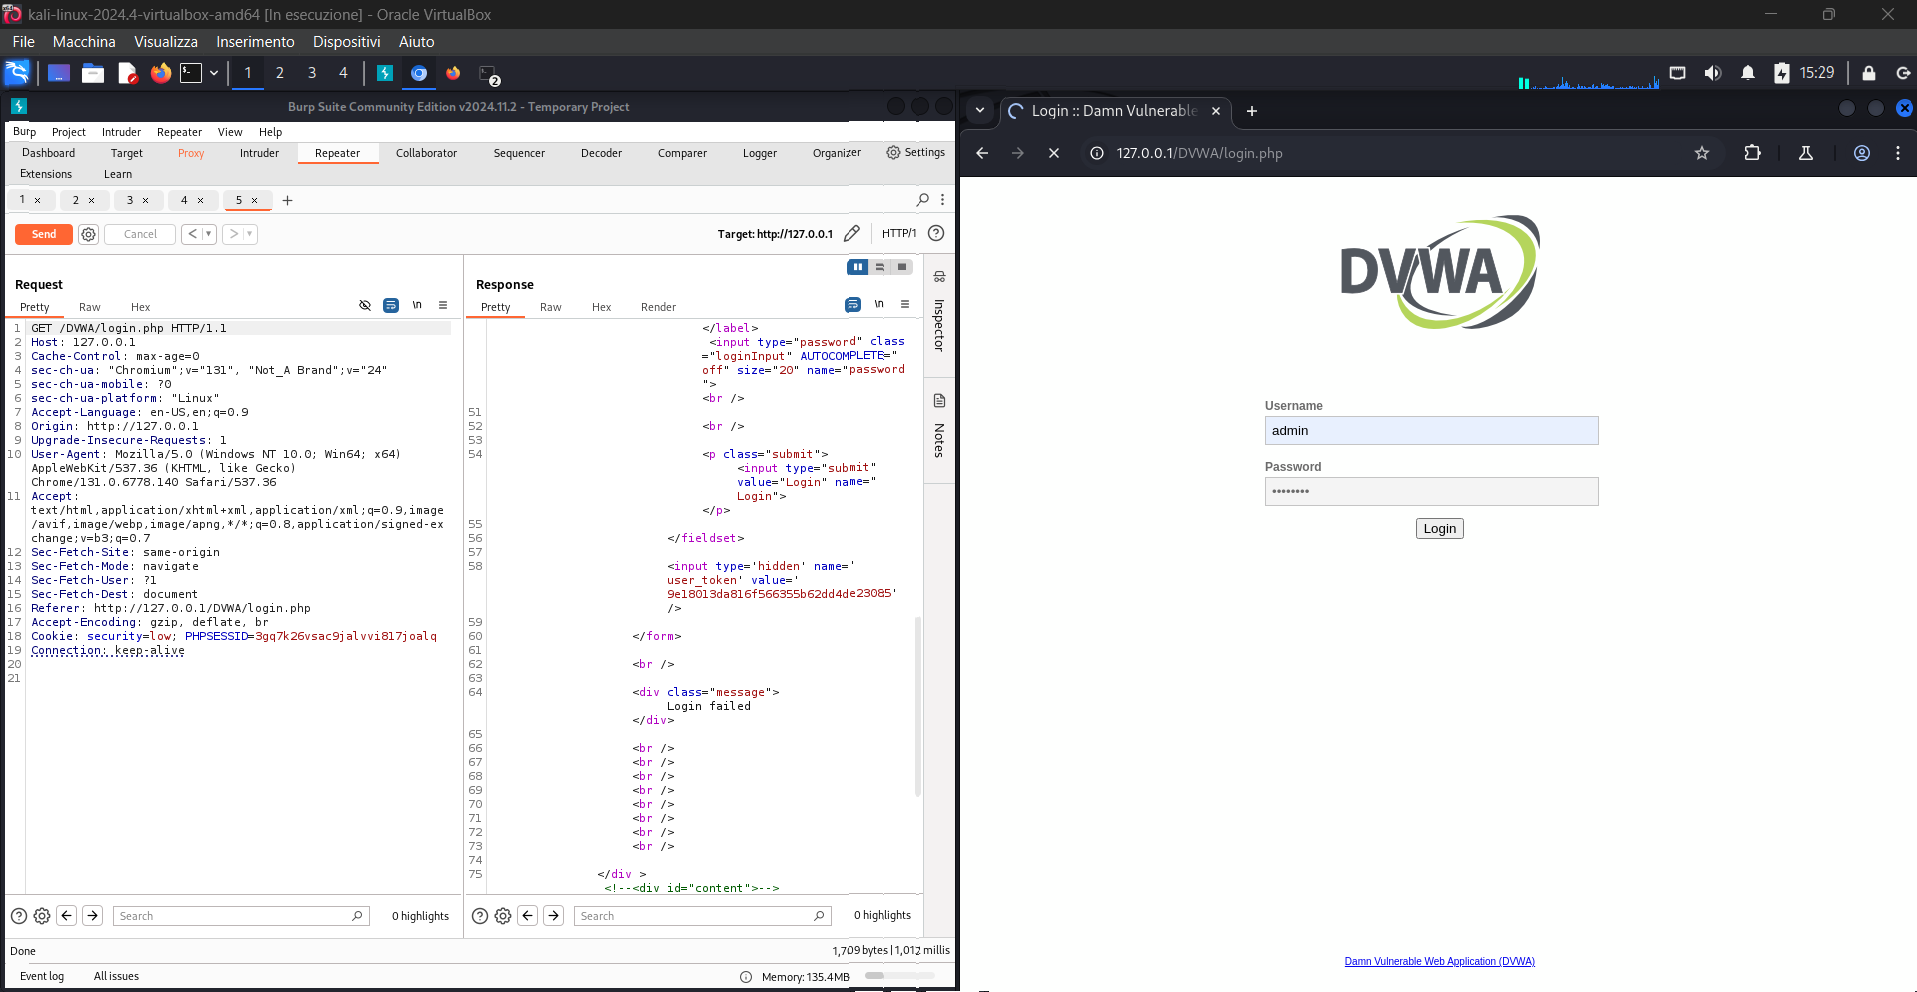 kali-linux-2024.4-virtualbox-amd64 [In esecuzione] - Oracle VirtualBox
File Macchina Visualizza Inserimento Dispositivi Aiuto
1 2 3 4 2 15:29
Burp Suite Community Edition v2024.11.2 - Temporary Project
Burp Project Intruder Repeater View Help
Dashboard Target Proxy Intruder Repeater Collaborator Sequencer Decoder Comparer Logger Organizer Settings
Extensions Learn
1 × 2 × 3 × 4 × 5 × +
Send Cancel < > Target: http://127.0.0.1 HTTP/1
Request
Pretty Raw Hex \n
1 GET /DVWA/login.php HTTP/1.1
2 Host: 127.0.0.1
3 Cache-Control: max-age=0
4 sec-ch-ua: "Chromium";v="131", "Not_A Brand";v="24"
5 sec-ch-ua-mobile: ?0
6 sec-ch-ua-platform: "Linux"
7 Accept-Language: en-US,en;q=0.9
8 Origin: http://127.0.0.1
9 Upgrade-Insecure-Requests: 1
10 User-Agent: Mozilla/5.0 (Windows NT 10.0; Win64; x64)
AppleWebKit/537.36 (KHTML, like Gecko)
Chrome/131.0.6778.140 Safari/537.36
11 Accept:
text/html,application/xhtml+xml,application/xml;q=0.9,image
/avif,image/webp,image/apng,*/*;q=0.8,application/signed-ex
change;v=b3;q=0.7
12 Sec-Fetch-Site: same-origin
13 Sec-Fetch-Mode: navigate
14 Sec-Fetch-User: ?1
15 Sec-Fetch-Dest: document
16 Referer: http://127.0.0.1/DVWA/login.php
17 Accept-Encoding: gzip, deflate, br
18 Cookie: security=low; PHPSESSID=3gq7k26vsac9jalvvi817joalq
19 Connection: keep-alive
20
21
Search 0 highlights
Response
Pretty Raw Hex Render \n
</label>
<input type="password" class
="loginInput" AUTOCOMPLETE="
off" size="20" name="password
">
<br />
51
52 <br />
53
54 <p class="submit">
<input type="submit"
value="Login" name="
Login">
</p>
55
56 </fieldset>
57
58 <input type='hidden' name='
user_token' value='
9e18013da816f566355b62dd4de23085'
/>
59
60 </form>
61
62 <br />
63
64 <div class="message">
Login failed
</div>
65
66 <br />
67 <br />
68 <br />
69 <br />
70 <br />
71 <br />
72 <br />
73 <br />
74
75 </div >
<!--<div id="content">-->
Search 0 highlights
Inspector
Notes
Done 1,709 bytes | 1,012 millis
Event log All issues Memory: 135.4MB
Login :: Damn Vulnerable × +
127.0.0.1/DVWA/login.php
DVWA
Username
admin
Password
••••••••
Login
Damn Vulnerable Web Application (DVWA)